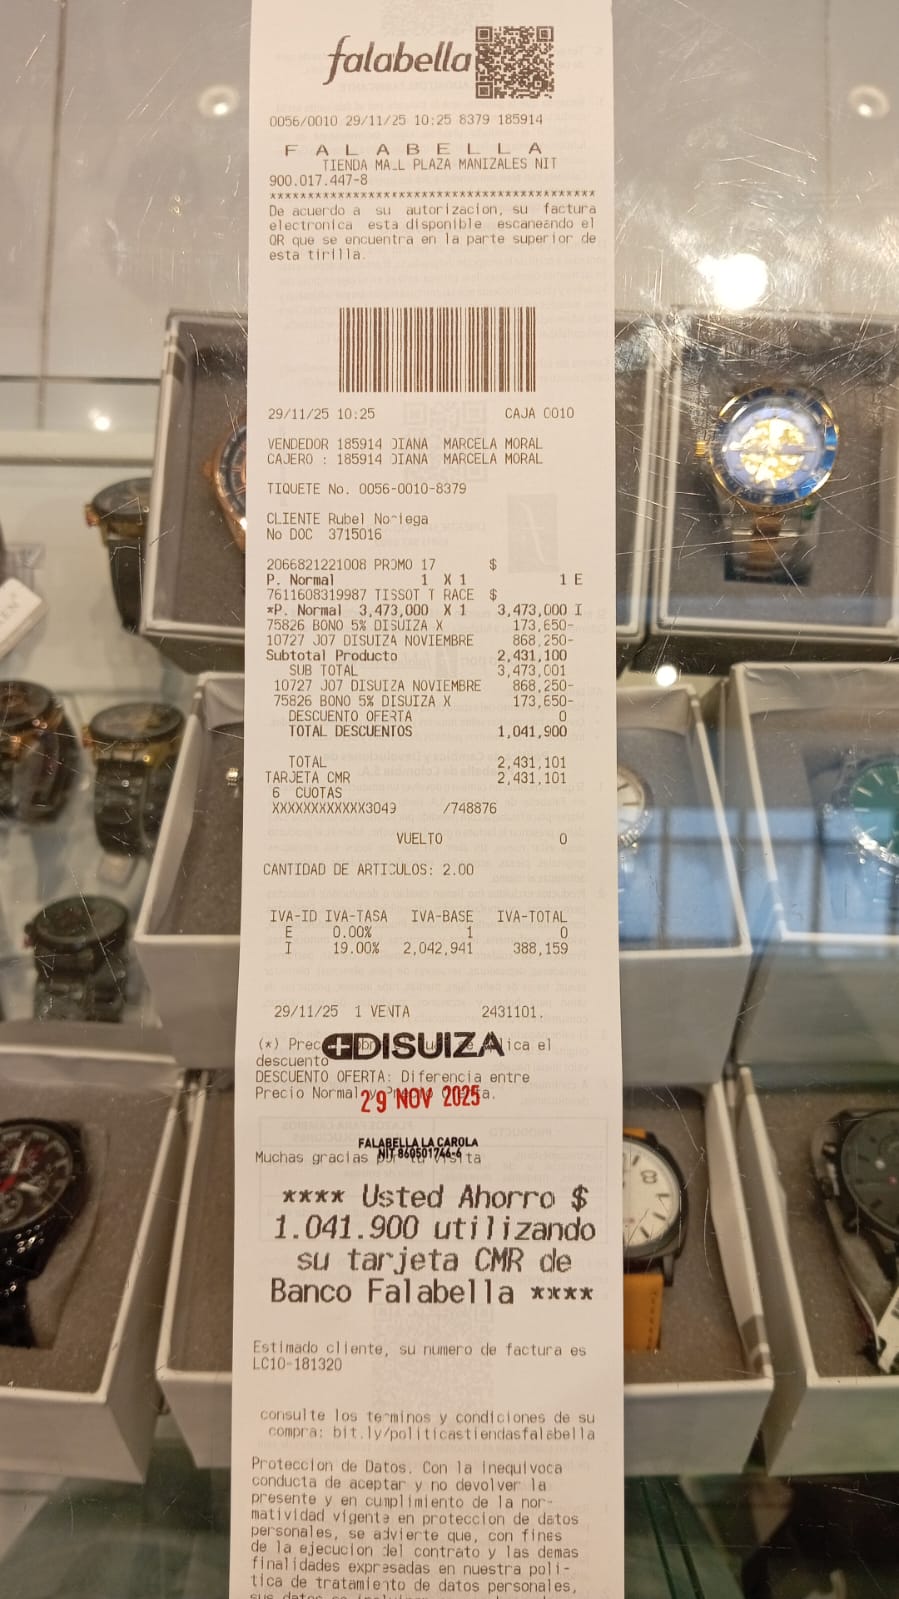 falabella
0056/0010 29/11/25 10:25 8379 185914
F A L A B E L L A
TIENDA MALL PLAZA MANIZALES NIT
900.017.447-8
******************************************
De acuerdo a su autorizacion, su factura
electronica esta disponible escaneando el
QR que se encuentra en la parte superior de
esta tirilla.
29/11/25 10:25 CAJA 0010
VENDEDOR 185914 DIANA MARCELA MORAL
CAJERO : 185914 DIANA MARCELA MORAL
TIQUETE No. 0056-0010-8379
CLIENTE Rubel Noriega
No DOC 3715016
2066821221008 PROMO 17 $
P. Normal 1 X 1 1 E
7611608319987 TISSOT T RACE $
*P. Normal 3,473,000 X 1 3,473,000 I
75826 BONO 5% DISUIZA X 173,650-
10727 J07 DISUIZA NOVIEMBRE 868,250-
Subtotal Producto 2,431,100
SUB TOTAL 3,473,001
10727 J07 DISUIZA NOVIEMBRE 868,250-
75826 BONO 5% DISUIZA X 173,650-
DESCUENTO OFERTA 0
TOTAL DESCUENTOS 1,041,900
TOTAL 2,431,101
TARJETA CMR 2,431,101
6 CUOTAS
XXXXXXXXXXXX3049 /748876
VUELTO 0
CANTIDAD DE ARTICULOS: 2.00
IVA-ID IVA-TASA IVA-BASE IVA-TOTAL
E 0.00% 1 0
I 19.00% 2,042,941 388,159
29/11/25 1 VENTA 2431101.
DISUIZA
(*) aplica el
descuento
DESCUENTO OFERTA: Diferencia entre
Precio Normal y Precio Oferta.
29 NOV 2025
FALABELLA LA CAROLA
NIT 860501746-6
Muchas gracias por tu visita
**** Usted Ahorro $
1.041.900 utilizando
su tarjeta CMR de
Banco Falabella ****
Estimado cliente, su numero de factura es
LC10-181320
consulte los terminos y condiciones de su
compra: bit.ly/politicastiendasfalabella
Proteccion de Datos. Con la inequivoca
conducta de aceptar y no devolver la
presente y en cumplimiento de la nor-
matividad vigente en proteccion de datos
personales, se advierte que, con fines
de la ejecucion del contrato y las demas
finalidades expresadas en nuestra poli-
tica de tratamiento de datos personales,